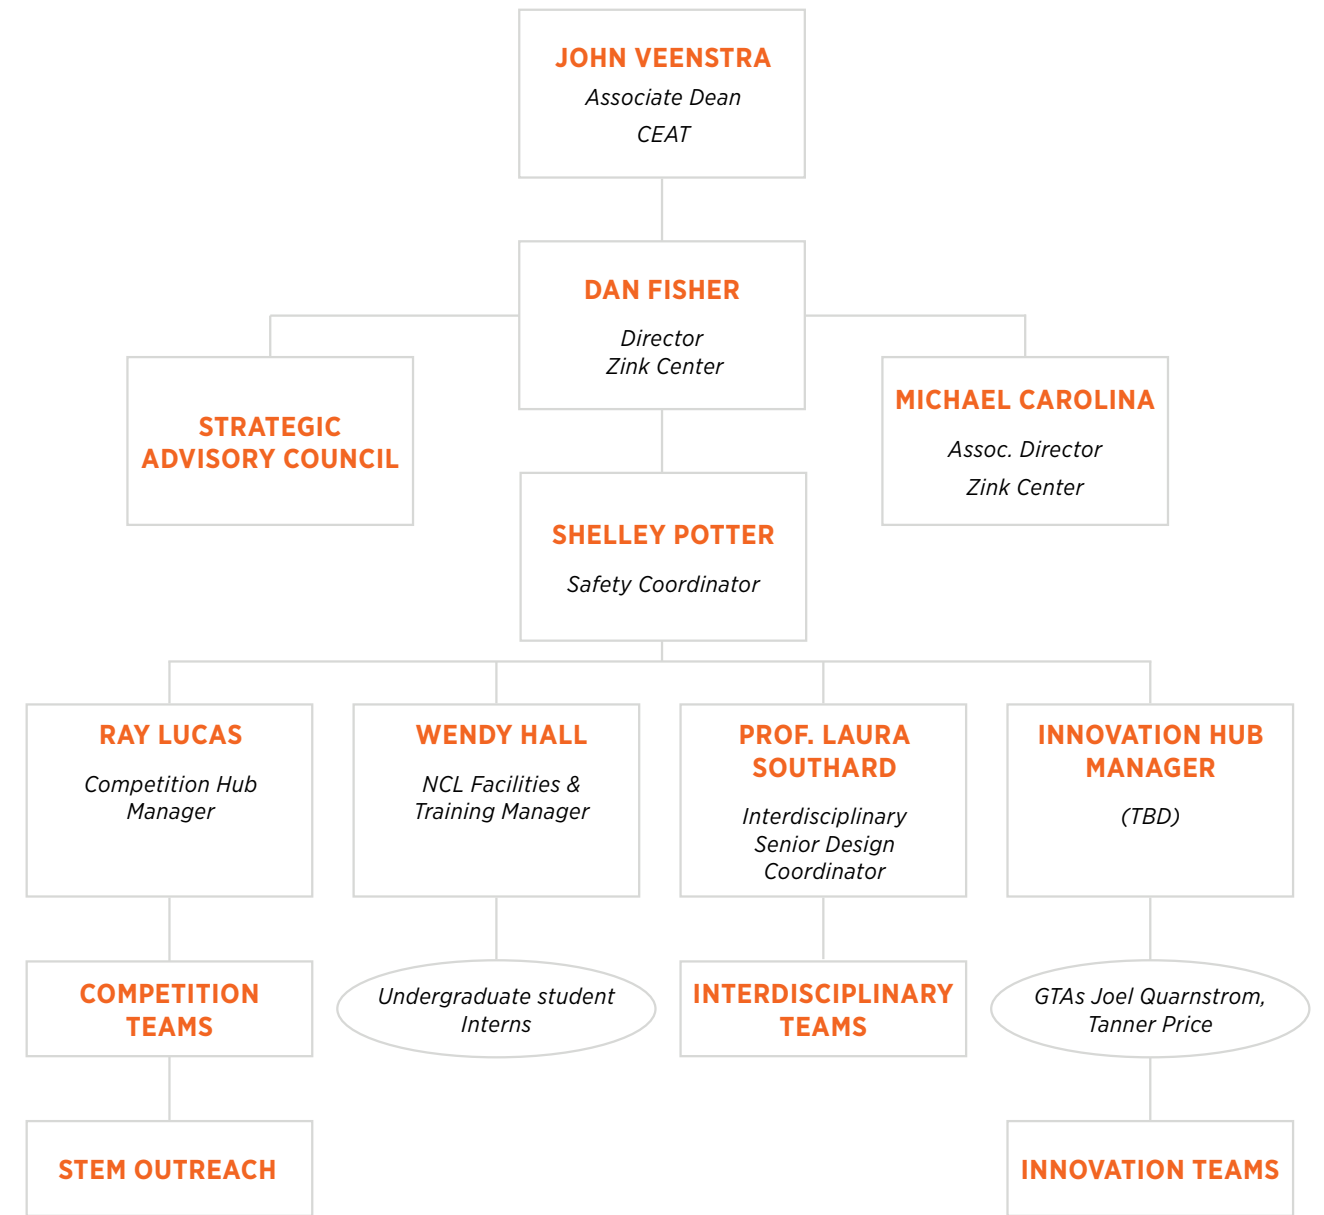 JOHN VEENSTRA
Associate Dean
CEAT
DAN FISHER
Director
Zink Center
STRATEGIC
ADVISORY COUNCIL
MICHAEL CAROLINA
Assoc. Director
Zink Center
SHELLEY POTTER
Safety Coordinator
RAY LUCAS
Competition Hub
Manager
WENDY HALL
NCL Facilities &
Training Manager
PROF. LAURA
SOUTHARD
Interdisciplinary
Senior Design
Coordinator
INNOVATION HUB
MANAGER
(TBD)
COMPETITION
TEAMS
Undergraduate student
Interns
INTERDISCIPLINARY
TEAMS
GTAs Joel Quarnstrom,
Tanner Price
STEM OUTREACH
INNOVATION TEAMS